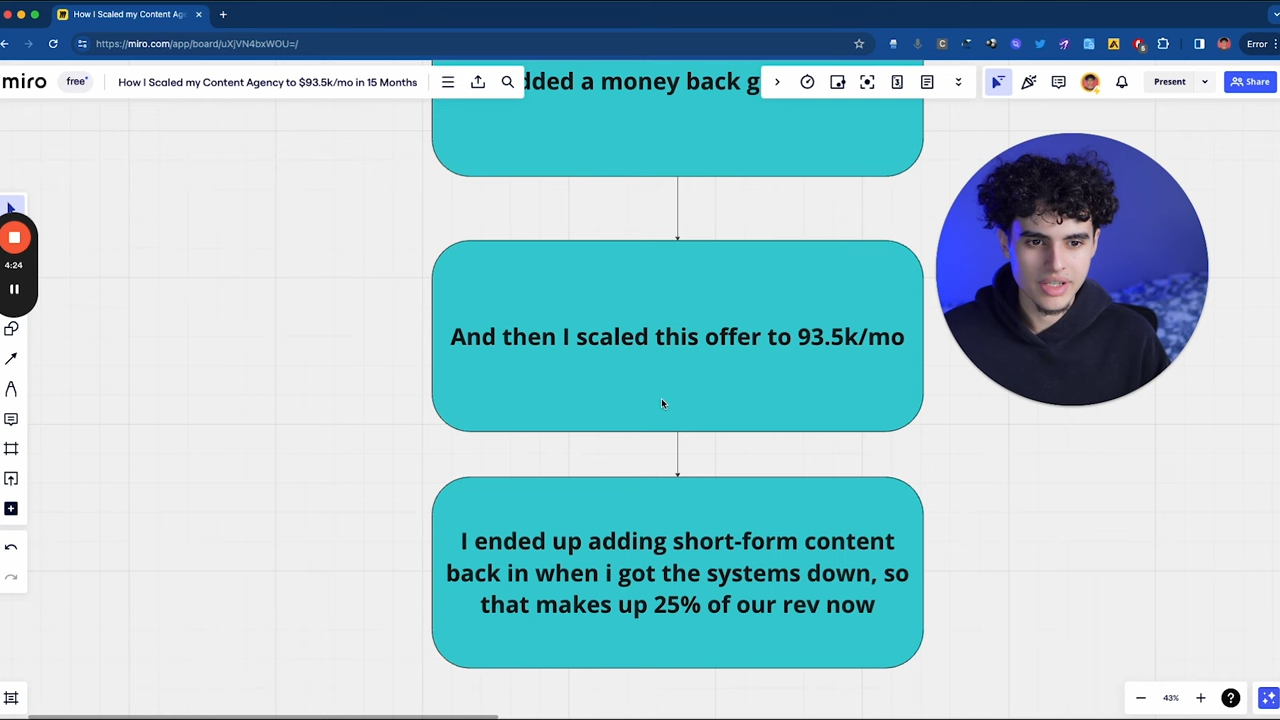 How I Scaled my Content Age
https://miro.com/app/board/uXjVN4bxWOU=/
Error
miro
free
How I Scaled my Content Agency to $93.5k/mo in 15 Months
dded a money back g
Present
Share
4:24
And then I scaled this offer to 93.5k/mo
I ended up adding short-form content
back in when i got the systems down, so
that makes up 25% of our rev now
43%